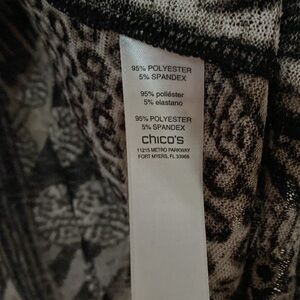 95% POLYESTER
5% SPANDEX
95% poliéster
5% elastano
95% POLYESTER
5% SPANDEX
chico's
11215 METRO PARKWAY
FORT MYERS, FL 33966